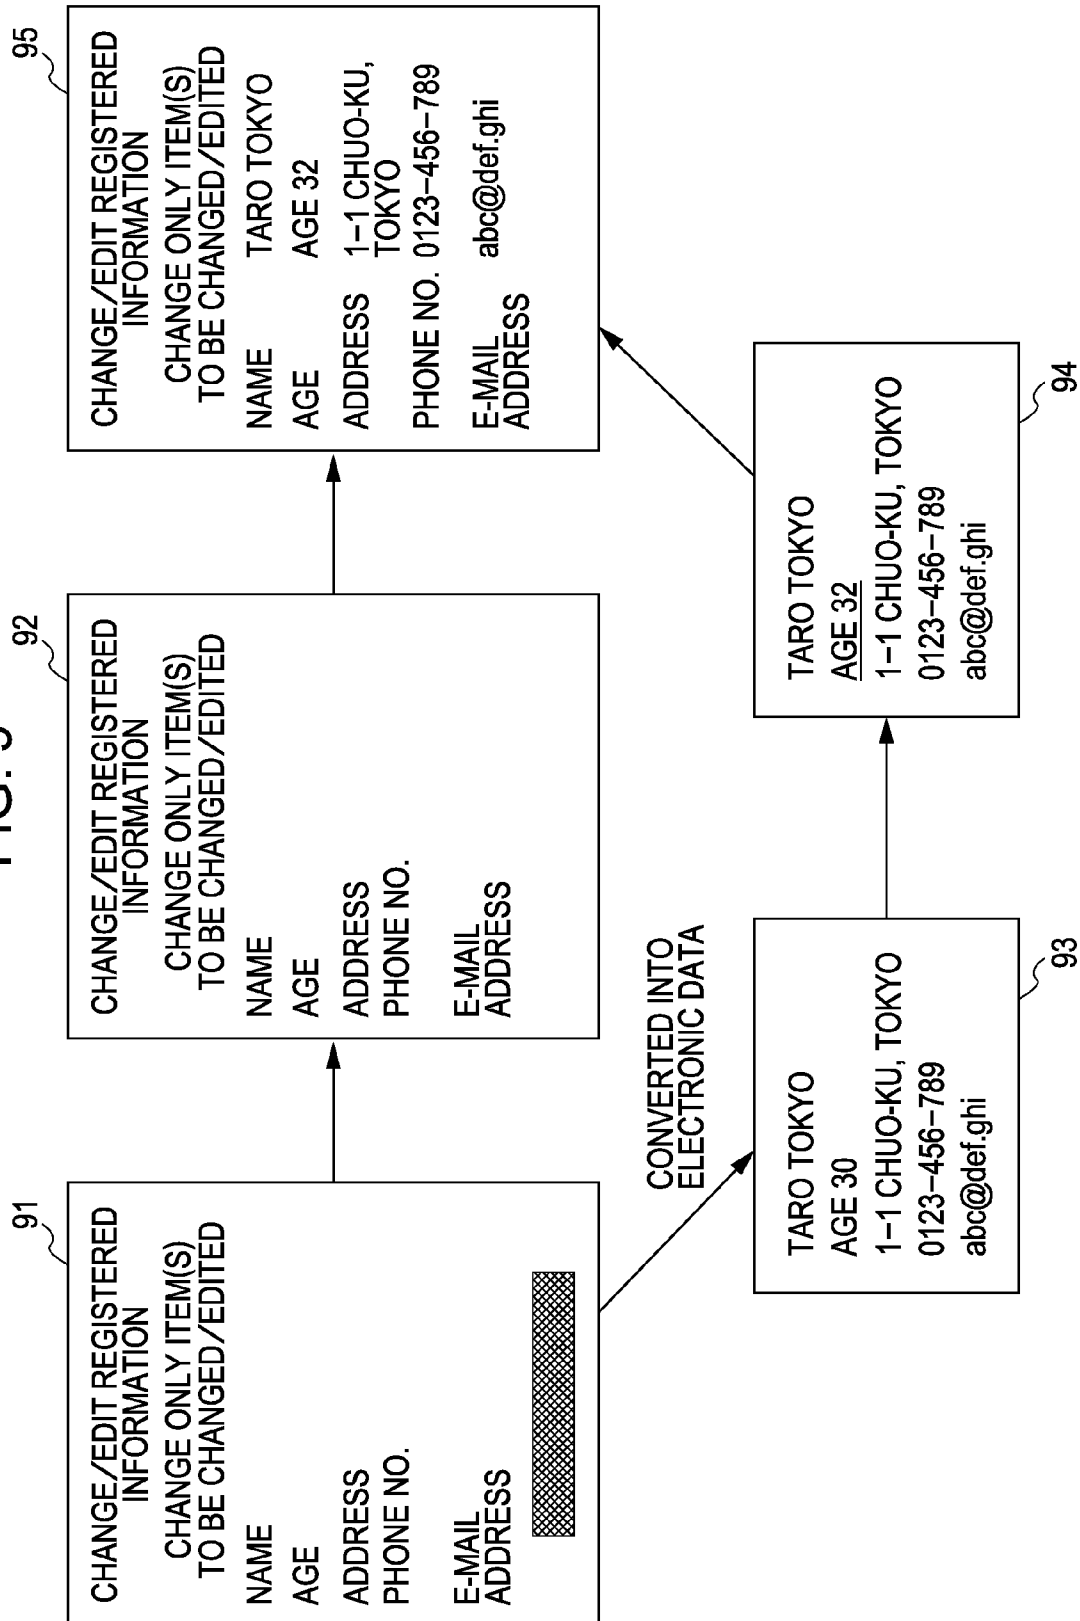 91
CHANGE/EDIT REGISTERED
INFORMATION
CHANGE ONLY ITEM(S)
TO BE CHANGED/EDITED
NAME
AGE
ADDRESS
PHONE NO.
E-MAIL
ADDRESS
92
CHANGE/EDIT REGISTERED
INFORMATION
CHANGE ONLY ITEM(S)
TO BE CHANGED/EDITED
NAME
AGE
ADDRESS
PHONE NO.
E-MAIL
ADDRESS
95
CHANGE/EDIT REGISTERED
INFORMATION
CHANGE ONLY ITEM(S)
TO BE CHANGED/EDITED
NAME TARO TOKYO
AGE AGE 32
ADDRESS 1-1 CHUO-KU,
TOKYO
PHONE NO. 0123-456-789
E-MAIL abc@def.ghi
ADDRESS
CONVERTED INTO
ELECTRONIC DATA
TARO TOKYO
AGE 30
1-1 CHUO-KU, TOKYO
0123-456-789
abc@def.ghi
93
TARO TOKYO
AGE 32
1-1 CHUO-KU, TOKYO
0123-456-789
abc@def.ghi
94